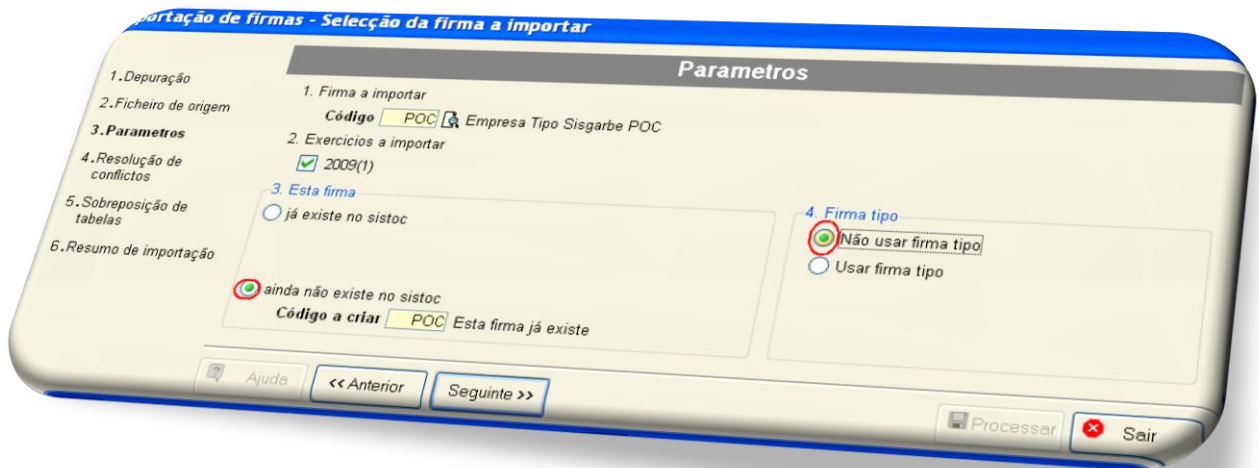 portação de firmas - Selecção da firma a importar
Parametros
1.Depuração
2.Ficheiro de origem
3.Parametros
4.Resolução de
conflictos
5.Sobreposição de
tabelas
6.Resumo de importação
1. Firma a importar
Código POC Empresa Tipo Sisgarbe POC
2. Exercicios a importar
2009(1)
3. Esta firma
já existe no sistoc
ainda não existe no sistoc
Código a criar POC Esta firma já existe
4. Firma tipo
Não usar firma tipo
Usar firma tipo
Ajuda
<< Anterior
Seguinte >>
Processar
Sair